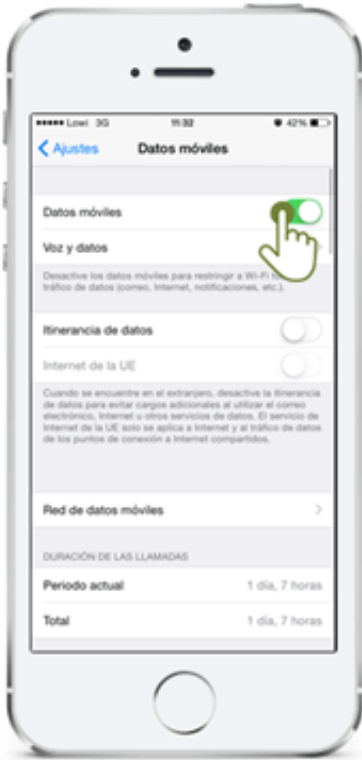 Lowi 3G 11:32 42%
Ajustes Datos móviles
Datos móviles
Voz y datos
Desactive los datos móviles para restringir a Wi-Fi
tráfico de datos (correo, Internet, notificaciones, etc.).
Itinerancia de datos
Internet de la UE
Cuando se encuentre en el extranjero, desactive la itinerancia
de datos para evitar cargos adicionales al utilizar el correo
electrónico, Internet u otros servicios de datos. El servicio de
Internet de la UE solo se aplica a Internet y al tráfico de datos
de los puntos de conexión a Internet compartidos.
Red de datos móviles
DURACIÓN DE LAS LLAMADAS
Periodo actual 1 día, 7 horas
Total 1 día, 7 horas